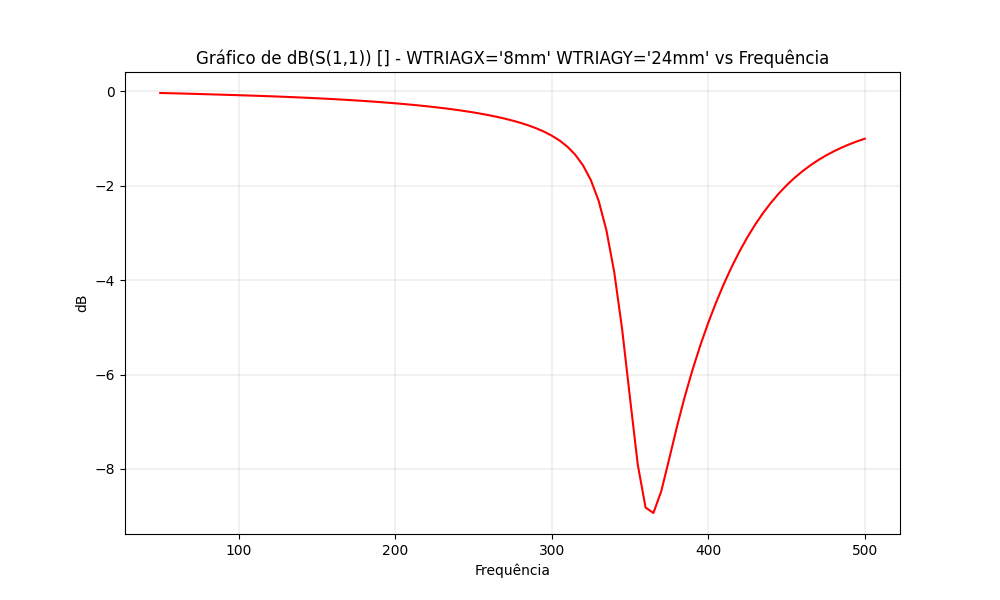 Gráfico de dB(S(1,1)) [] - WTRIAGX='8mm' WTRIAGY='24mm' vs Frequência
0
−2
−4
−6
−8
dB
100 200 300 400 500
Frequência